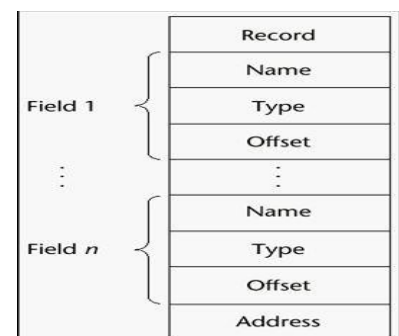 Record
Name
Field 1
Type
Offset
⋮ ⋮
Name
Field n
Type
Offset
Address